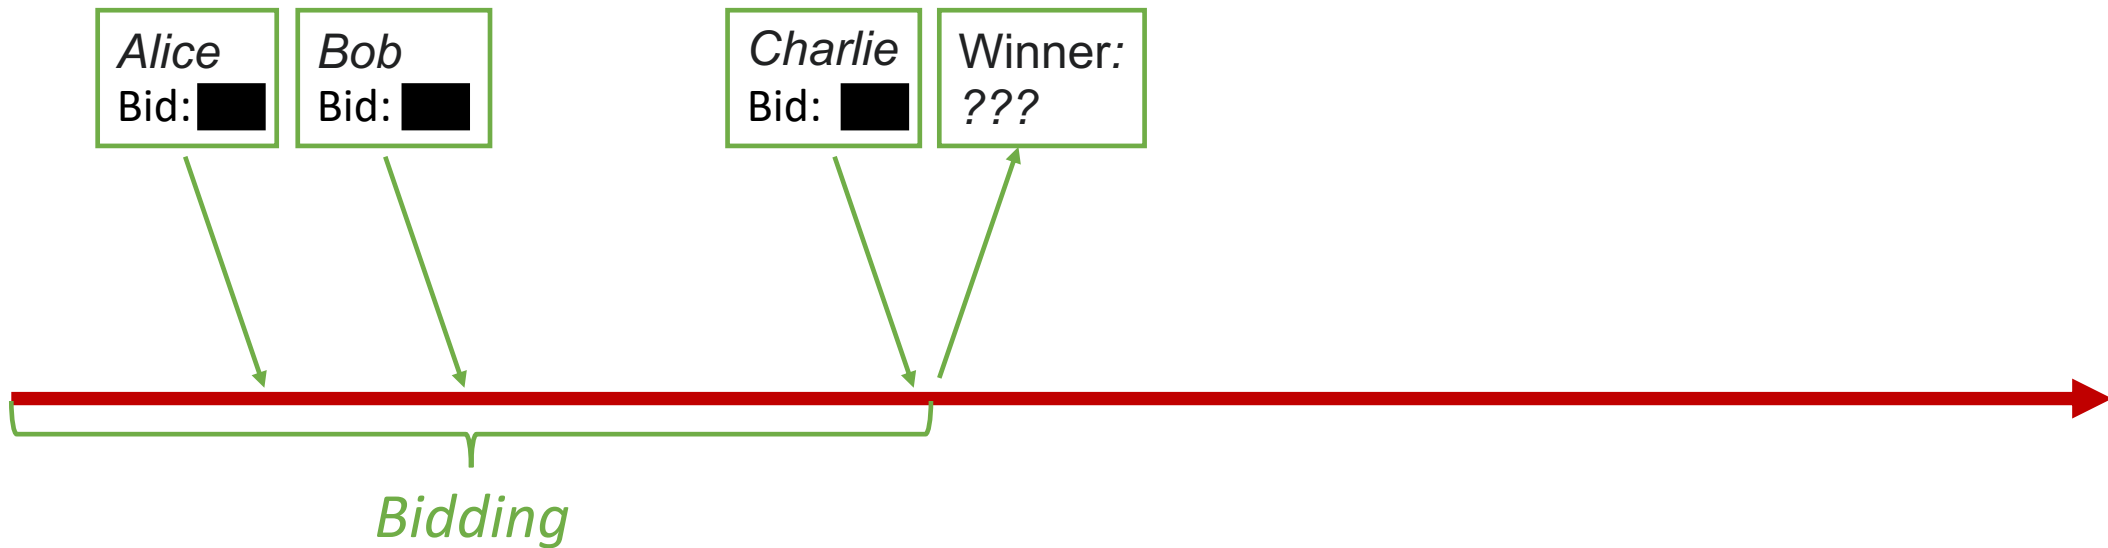 Alice
Bid:
Bob
Bid:
Charlie
Bid:
Winner:
???
Bidding